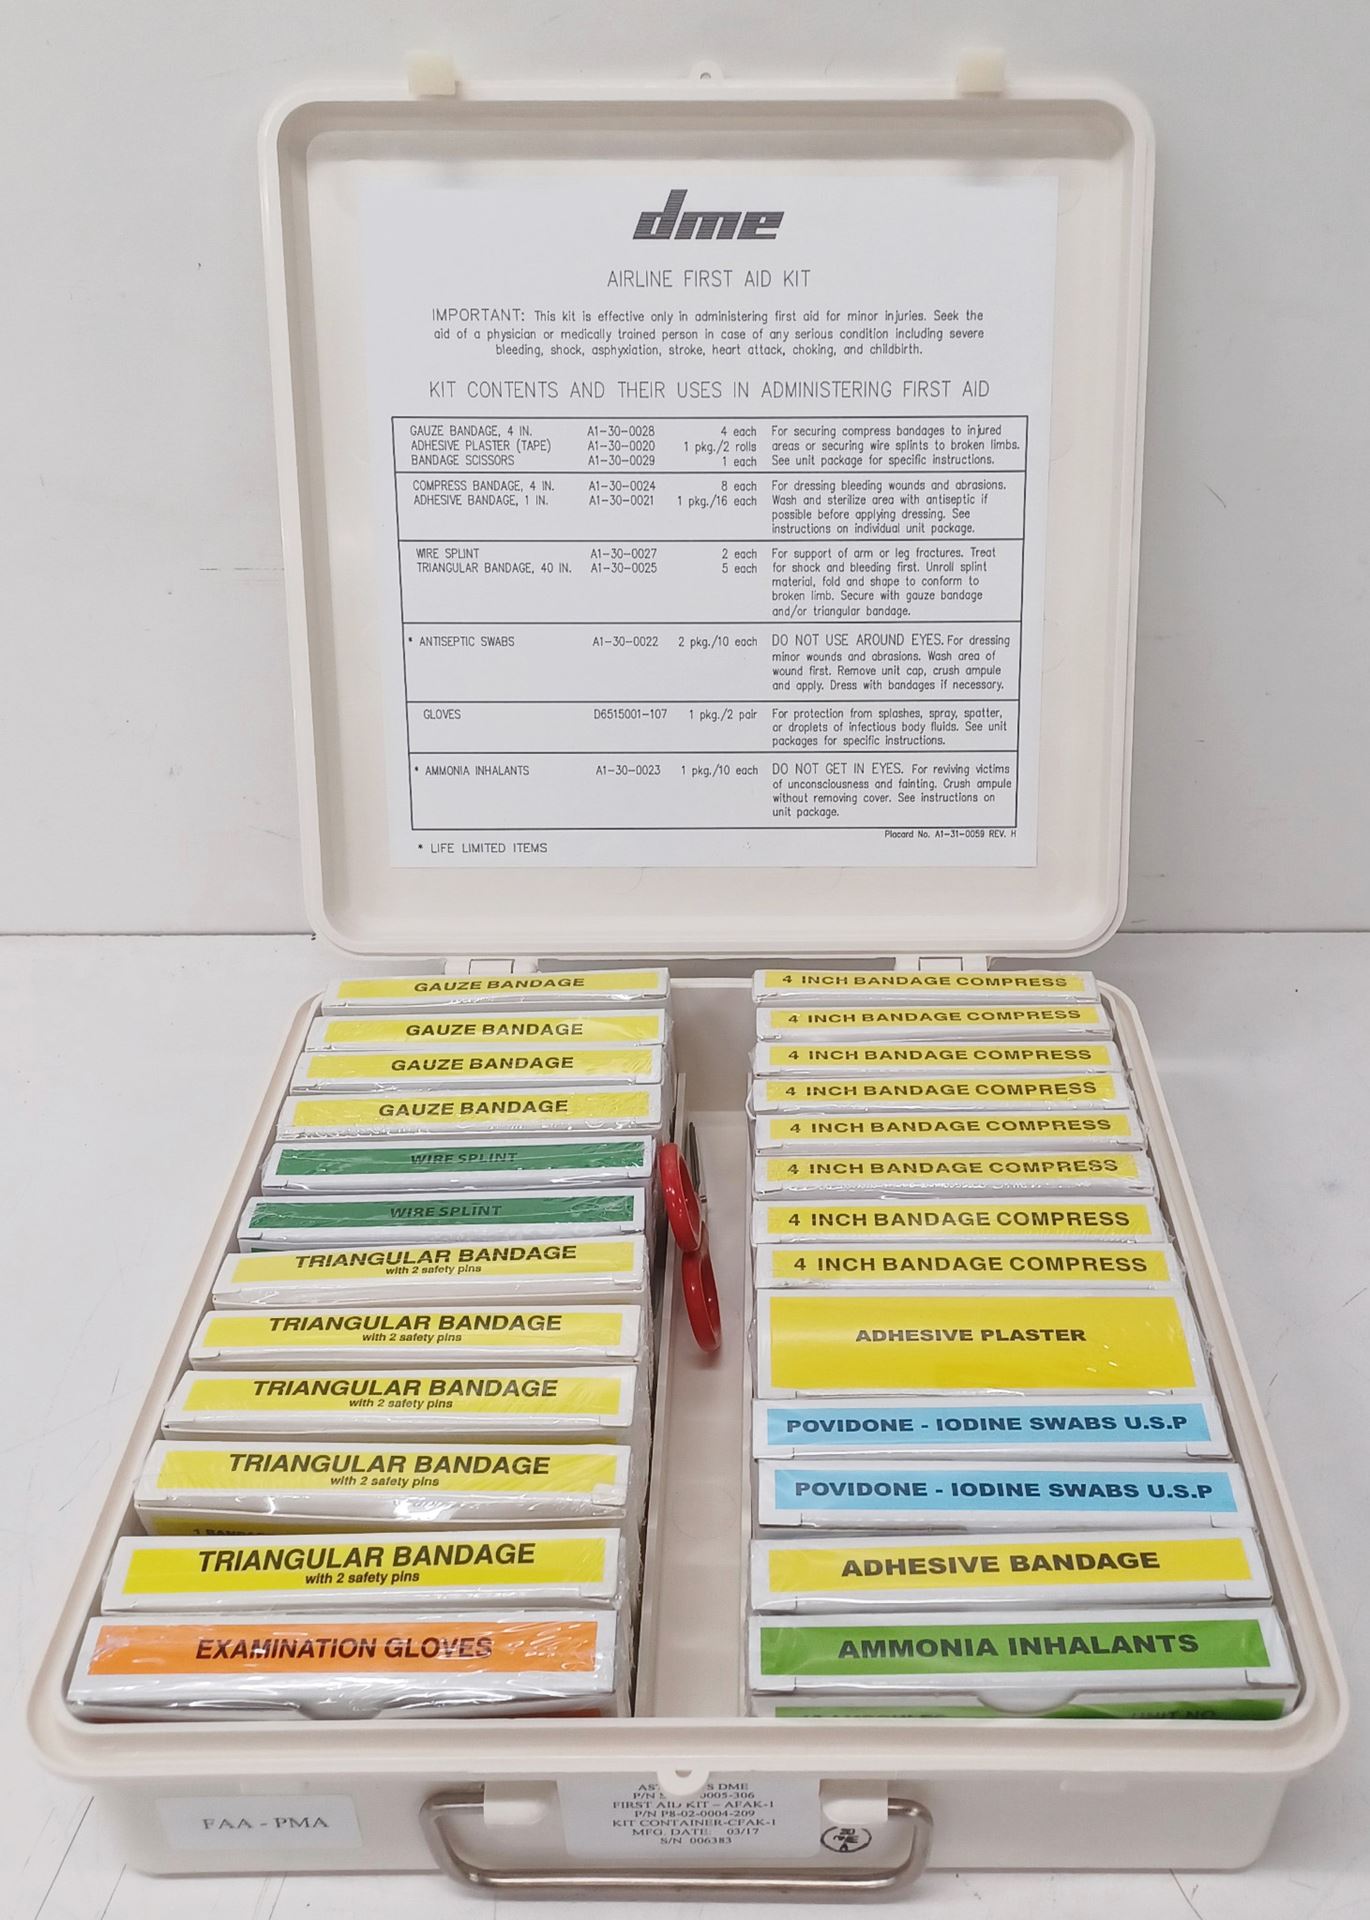 dme
AIRLINE FIRST AID KIT
IMPORTANT: This kit is effective only in administering first aid for minor injuries. Seek the
aid of a physician or medically trained person in case of any serious condition including severe
bleeding, shock, asphyxiation, stroke, heart attack, choking, and childbirth.
KIT CONTENTS AND THEIR USES IN ADMINISTERING FIRST AID
GAUZE BANDAGE, 4 IN. A1-30-0028 4 each For securing compress bandages to injured
ADHESIVE PLASTER (TAPE) A1-30-0020 1 pkg./2 rolls areas or securing wire splints to broken limbs.
BANDAGE SCISSORS A1-30-0029 1 each See unit package for specific instructions.
COMPRESS BANDAGE, 4 IN. A1-30-0024 8 each For dressing bleeding wounds and abrasions.
ADHESIVE BANDAGE, 1 IN. A1-30-0021 1 pkg./16 each Wash and sterilize area with antiseptic if
possible before applying dressing. See
instructions on individual unit package.
WIRE SPLINT A1-30-0027 2 each For support of arm or leg fractures. Treat
TRIANGULAR BANDAGE, 40 IN. A1-30-0025 5 each for shock and bleeding first. Unroll splint
material, fold and shape to conform to
broken limb. Secure with gauze bandage
and/or triangular bandage.
* ANTISEPTIC SWABS A1-30-0022 2 pkg./10 each DO NOT USE AROUND EYES. For dressing
minor wounds and abrasions. Wash area of
wound first. Remove unit cap, crush ampule
and apply. Dress with bandages if necessary.
GLOVES D6515001-107 1 pkg./2 pair For protection from splashes, spray, spatter,
or droplets of infectious body fluids. See unit
packages for specific instructions.
* AMMONIA INHALANTS A1-30-0023 1 pkg./10 each DO NOT GET IN EYES. For reviving victims
of unconsciousness and fainting. Crush ampule
without removing cover. See instructions on
unit package.
Placard No. A1-31-0059 REV. H
* LIFE LIMITED ITEMS
GAUZE BANDAGE
GAUZE BANDAGE
GAUZE BANDAGE
GAUZE BANDAGE
WIRE SPLINT
WIRE SPLINT
TRIANGULAR BANDAGE
with 2 safety pins
TRIANGULAR BANDAGE
with 2 safety pins
TRIANGULAR BANDAGE
with 2 safety pins
TRIANGULAR BANDAGE
with 2 safety pins
TRIANGULAR BANDAGE
with 2 safety pins
EXAMINATION GLOVES
4 INCH BANDAGE COMPRESS
4 INCH BANDAGE COMPRESS
4 INCH BANDAGE COMPRESS
4 INCH BANDAGE COMPRESS
4 INCH BANDAGE COMPRESS
4 INCH BANDAGE COMPRESS
4 INCH BANDAGE COMPRESS
4 INCH BANDAGE COMPRESS
ADHESIVE PLASTER
POVIDONE - IODINE SWABS U.S.P
POVIDONE - IODINE SWABS U.S.P
ADHESIVE BANDAGE
AMMONIA INHALANTS
UNIT NO.
FAA - PMA
DME
P/N
FIRST AID KIT - AFAK-1
P/N P8-02-0004-209
KIT CONTAINER-CFAK-1
MFG. DATE: 03/17
S/N 006383